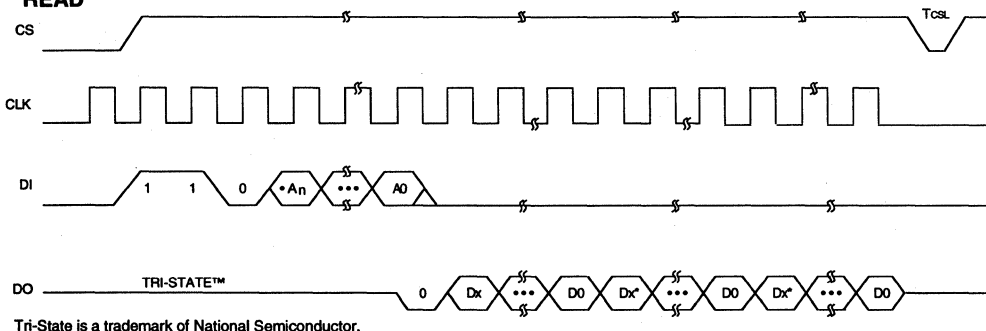 READ
CS
TCSL
CLK
DI 1 1 0 •An ••• A0
DO TRI-STATE™ 0 Dx ••• D0 Dx* ••• D0 Dx* ••• D0
Tri-State is a trademark of National Semiconductor.